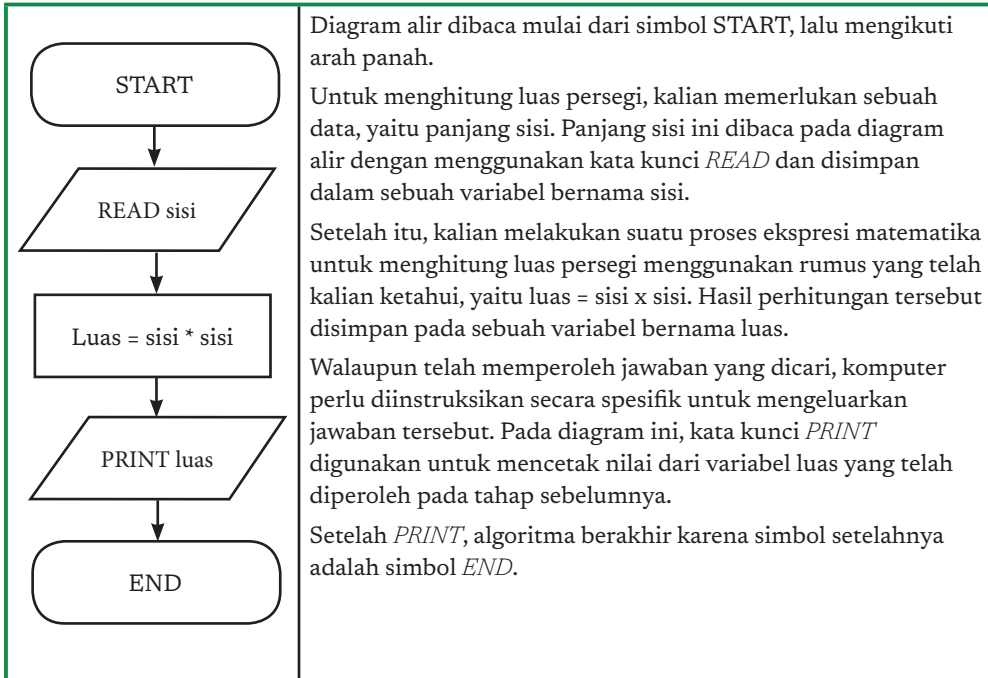 START
READ sisi
Luas = sisi * sisi
PRINT luas
END
Diagram alir dibaca mulai dari simbol START, lalu mengikuti
arah panah.
Untuk menghitung luas persegi, kalian memerlukan sebuah
data, yaitu panjang sisi. Panjang sisi ini dibaca pada diagram
alir dengan menggunakan kata kunci READ dan disimpan
dalam sebuah variabel bernama sisi.
Setelah itu, kalian melakukan suatu proses ekspresi matematika
untuk menghitung luas persegi menggunakan rumus yang telah
kalian ketahui, yaitu luas = sisi x sisi. Hasil perhitungan tersebut
disimpan pada sebuah variabel bernama luas.
Walaupun telah memperoleh jawaban yang dicari, komputer
perlu diinstruksikan secara spesifik untuk mengeluarkan
jawaban tersebut. Pada diagram ini, kata kunci PRINT
digunakan untuk mencetak nilai dari variabel luas yang telah
diperoleh pada tahap sebelumnya.
Setelah PRINT, algoritma berakhir karena simbol setelahnya
adalah simbol END.